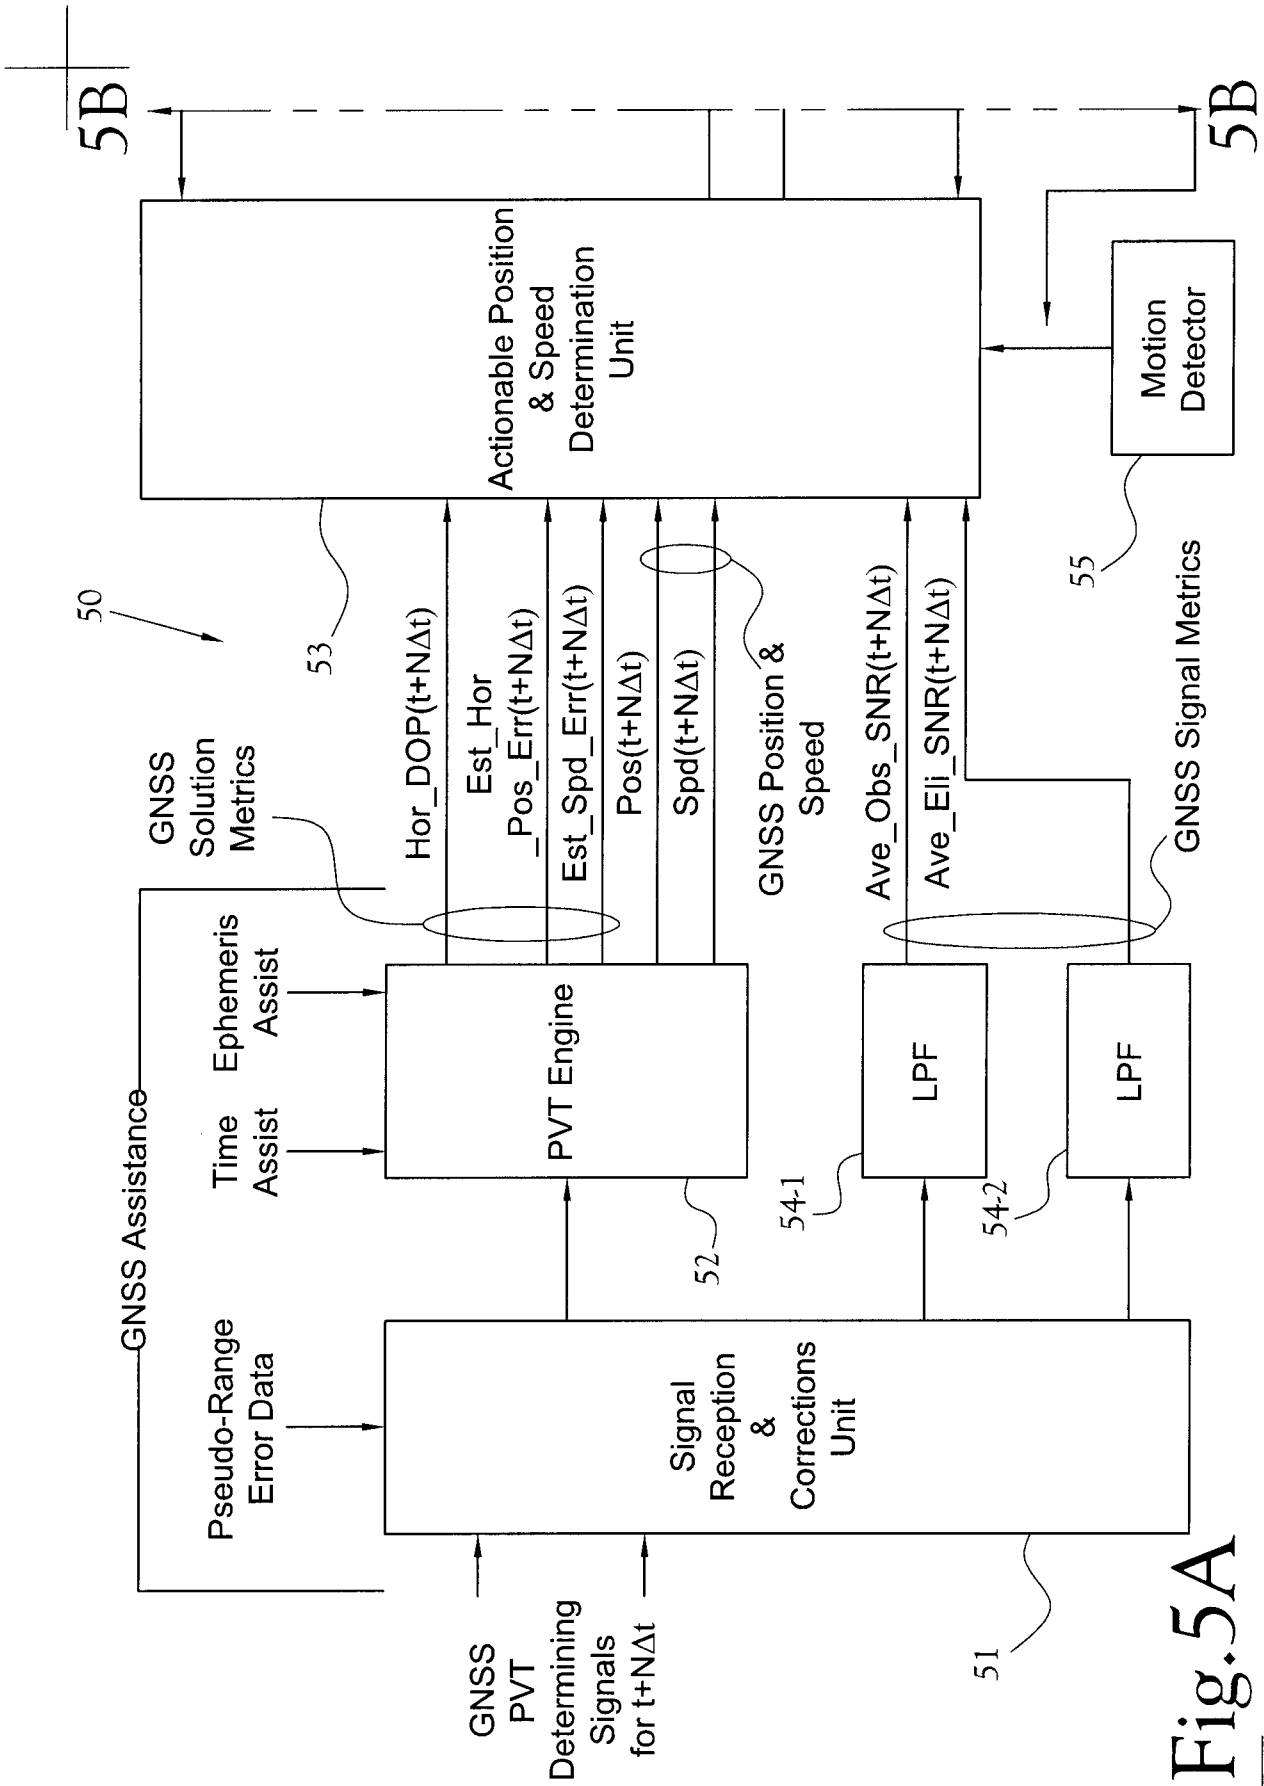 GNSS Assistance
Pseudo-Range
Error Data
Time
Assist
Ephemeris
Assist
GNSS
Solution
Metrics
50
53
5B
GNSS
PVT
Determining
Signals
for t+NΔt
Signal
Reception
&
Corrections
Unit
51
PVT Engine
52
Hor_DOP(t+NΔt)
Est_Hor
_Pos_Err(t+NΔt)
Est_Spd_Err(t+NΔt)
Pos(t+NΔt)
Spd(t+NΔt)
GNSS Position &
Speed
Actionable Position
& Speed
Determination
Unit
54-1
LPF
Ave_Obs_SNR(t+NΔt)
Ave_Eli_SNR(t+NΔt)
54-2
LPF
GNSS Signal Metrics
55
Motion
Detector
5B
Fig.5A